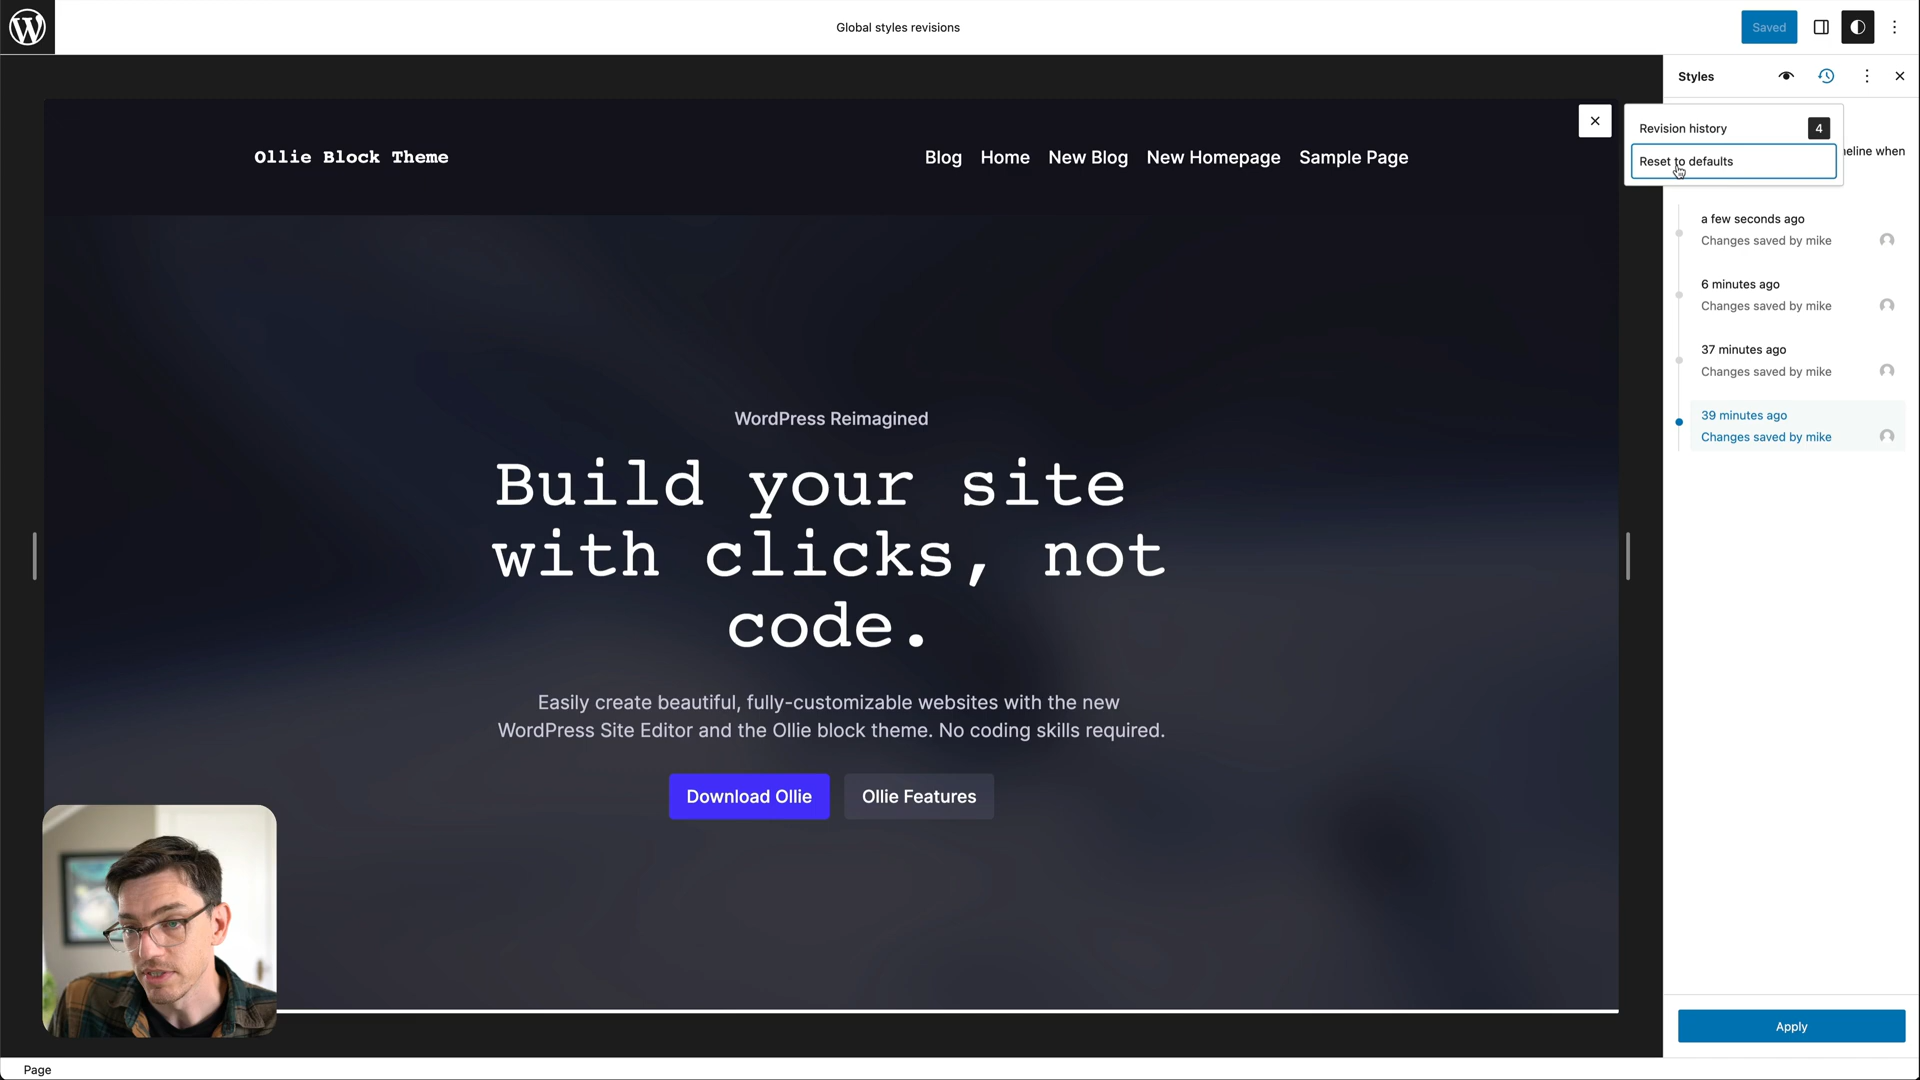 Global styles revisions
Saved
Styles
Ollie Block Theme
Blog Home New Blog New Homepage Sample Page
Revision history 4
Reset to defaults
when
a few seconds ago
Changes saved by mike
6 minutes ago
Changes saved by mike
37 minutes ago
Changes saved by mike
39 minutes ago
Changes saved by mike
WordPress Reimagined
Build your site
with clicks, not
code.
Easily create beautiful, fully-customizable websites with the new
WordPress Site Editor and the Ollie block theme. No coding skills required.
Download Ollie
Ollie Features
Apply
Page